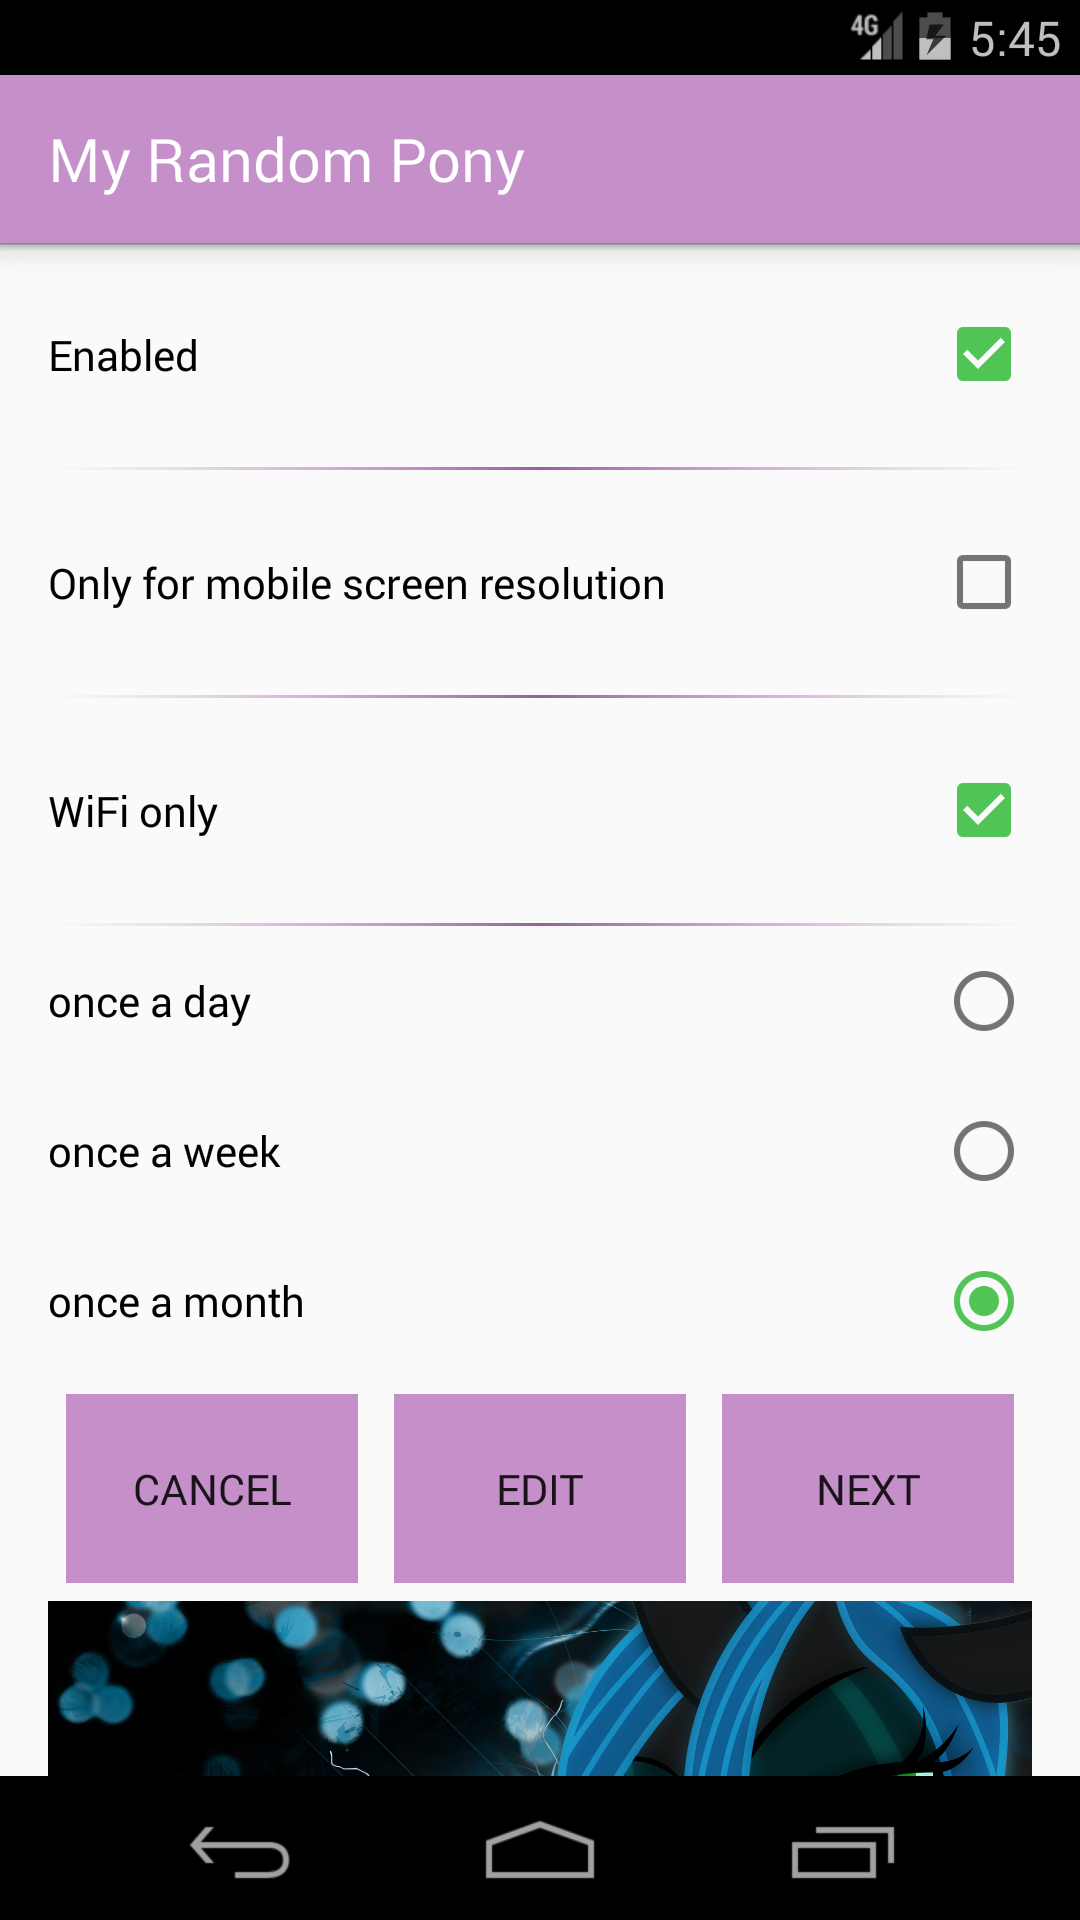 4G 5:45
My Random Pony
Enabled
Only for mobile screen resolution
WiFi only
once a day
once a week
once a month
CANCEL EDIT NEXT